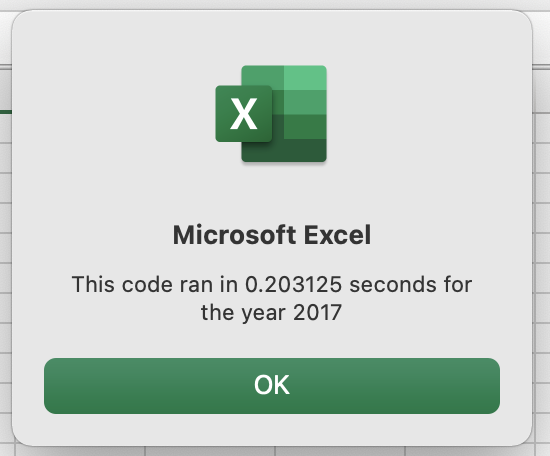 X
Microsoft Excel
This code ran in 0.203125 seconds for
the year 2017
OK